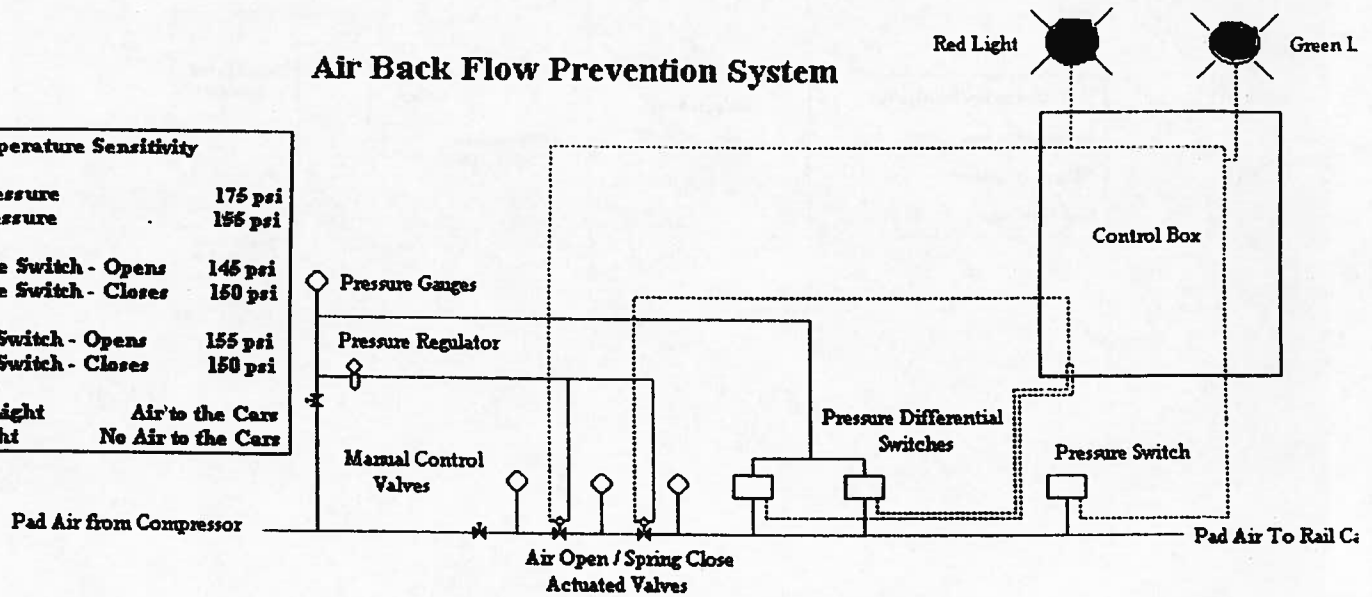 Red Light
Green L
Air Back Flow Prevention System
perature Sensitivity
essure 175 psi
essure 155 psi
e Switch - Opens 145 psi
e Switch - Closes 150 psi
Switch - Opens 155 psi
Switch - Closes 150 psi
ight Air to the Cars
ht No Air to the Cars
Control Box
Pressure Gauges
Pressure Regulator
Pressure Differential
Switches
Manual Control
Valves
Pressure Switch
Pad Air from Compressor
Pad Air To Rail Ca
Air Open / Spring Close
Actuated Valves